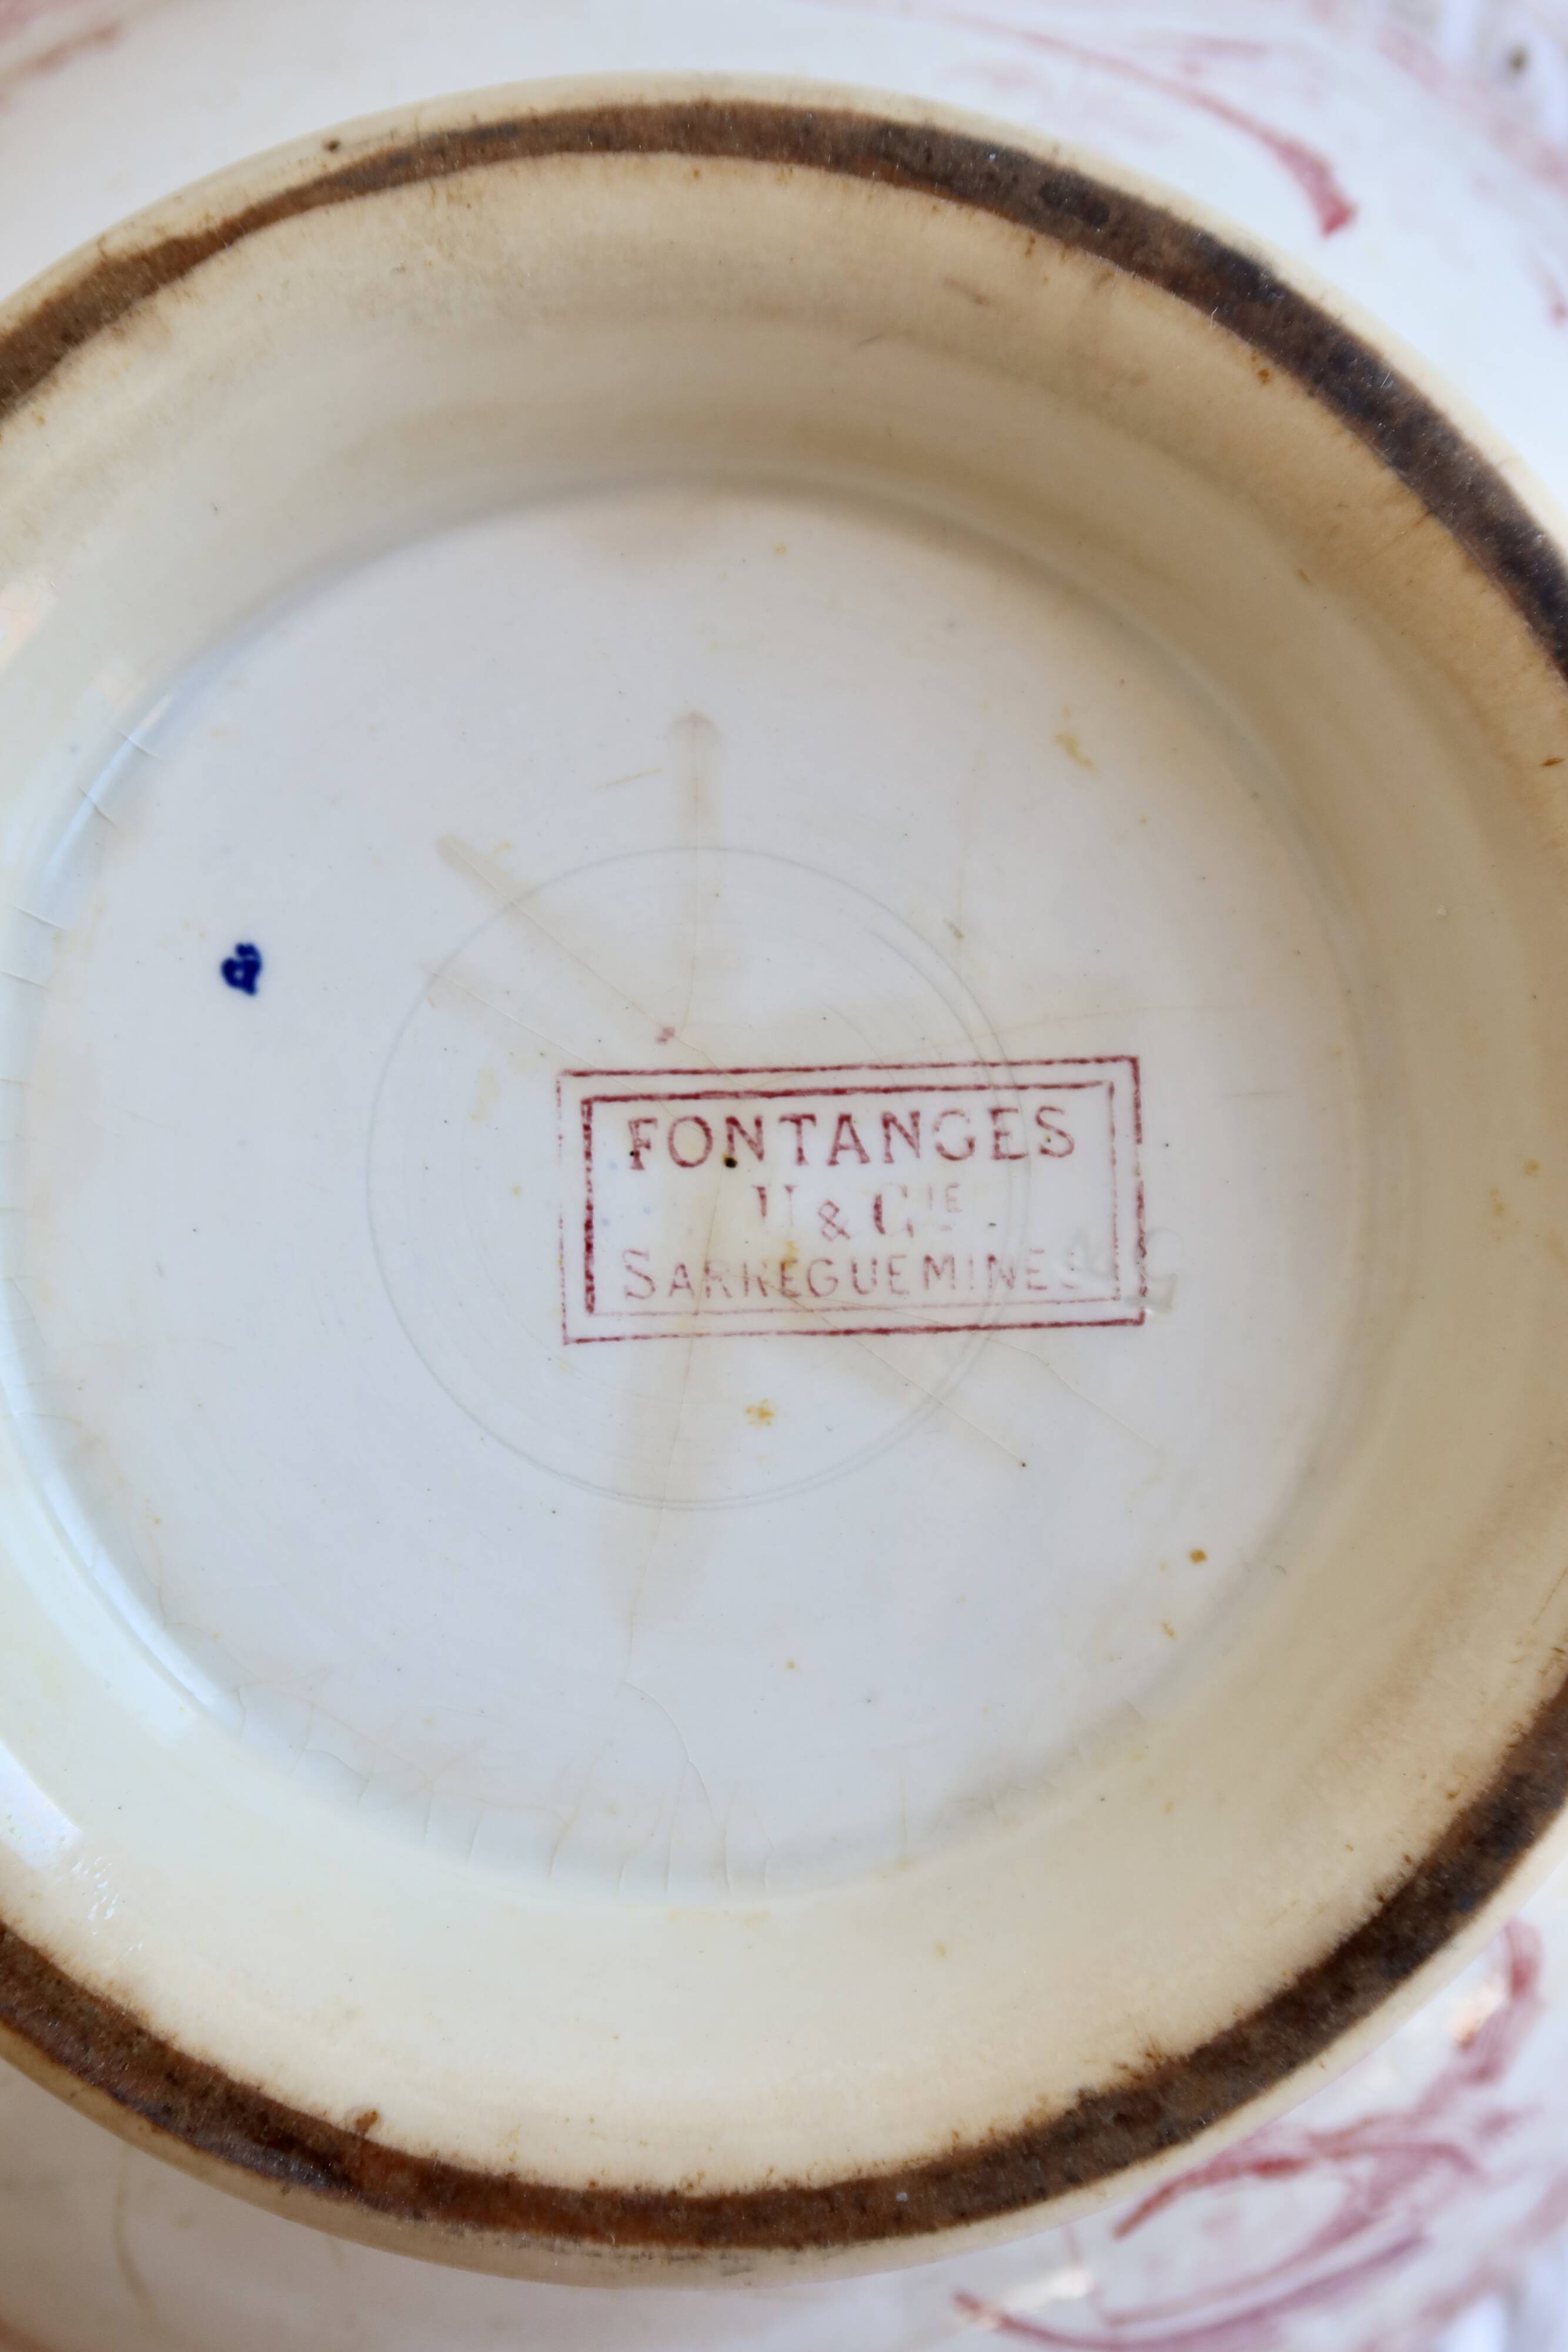 FONTANGES
U & CIE
SARREGUEMINES